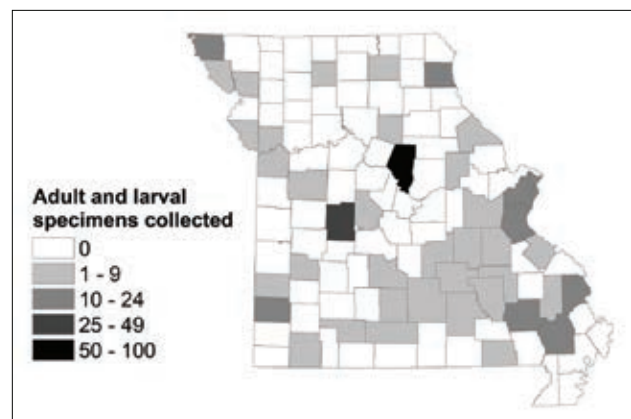 Adult and larval
specimens collected
0
1 - 9
10 - 24
25 - 49
50 - 100